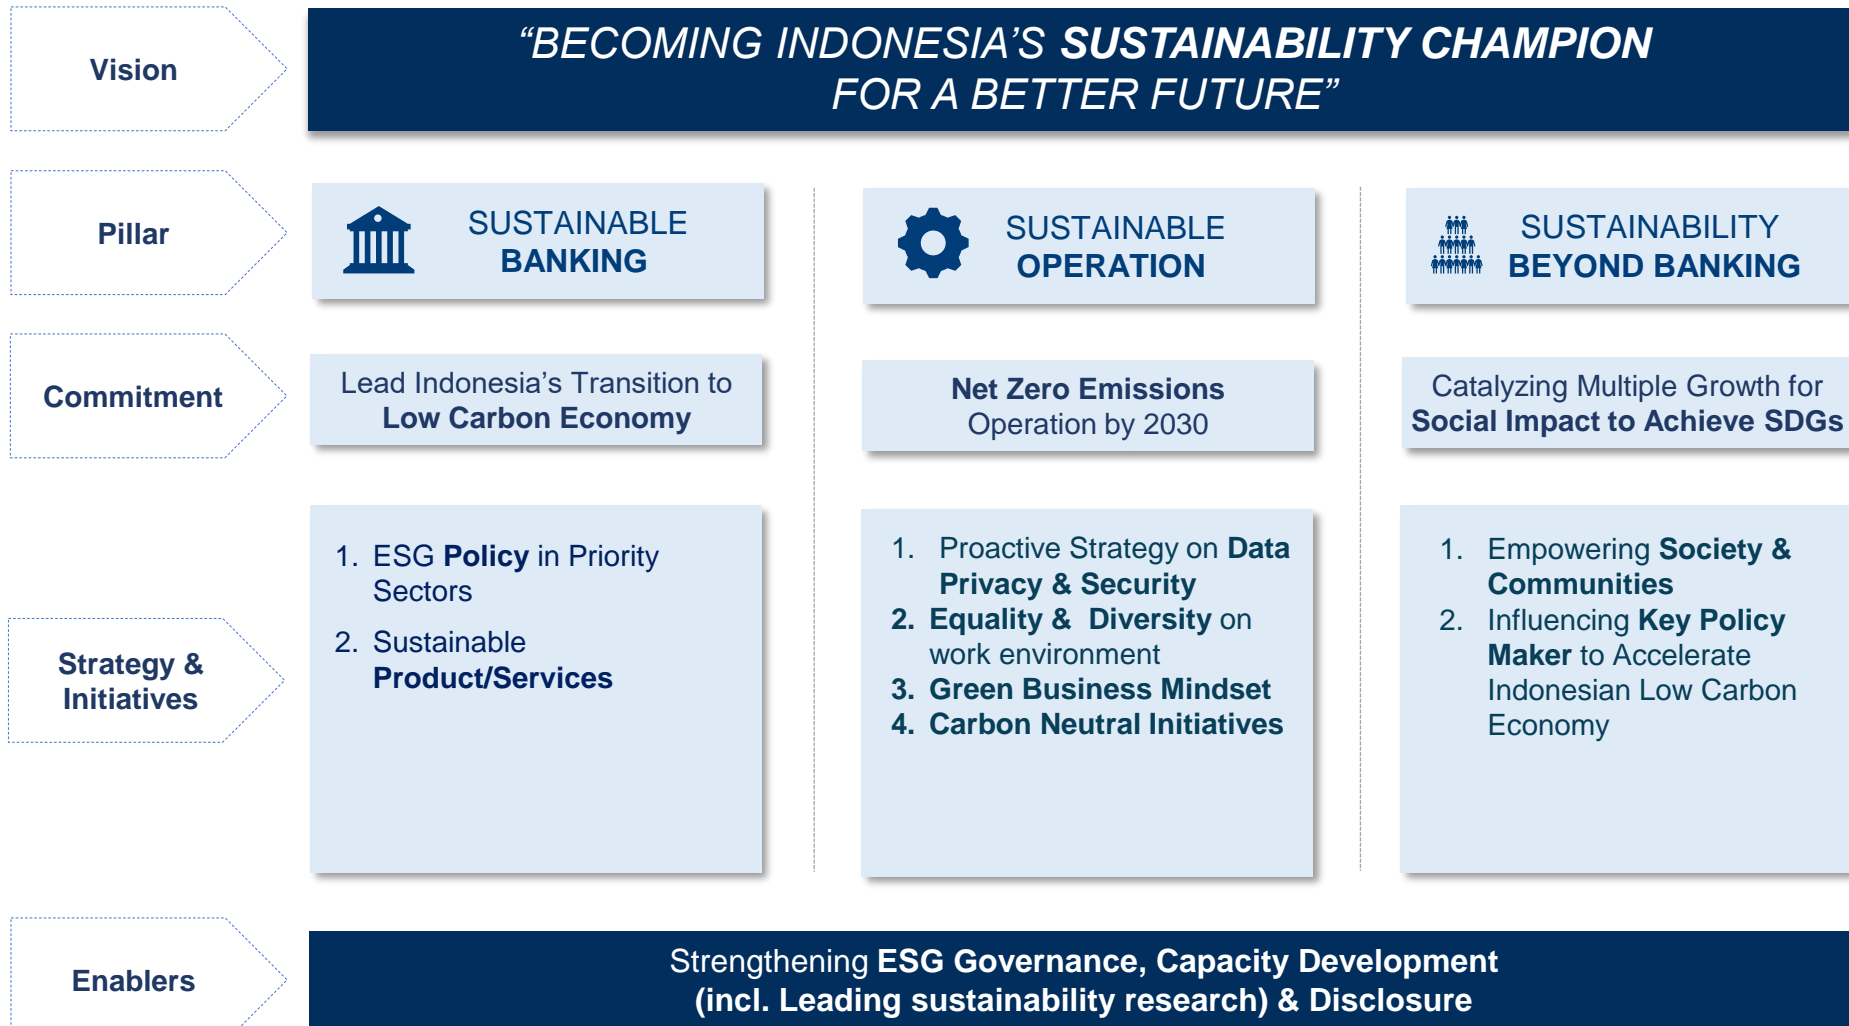 Vision
“BECOMING INDONESIA’S SUSTAINABILITY CHAMPION
FOR A BETTER FUTURE”
Pillar
SUSTAINABLE
BANKING
SUSTAINABLE
OPERATION
SUSTAINABILITY
BEYOND BANKING
Commitment
Lead Indonesia’s Transition to
Low Carbon Economy
Net Zero Emissions
Operation by 2030
Catalyzing Multiple Growth for
Social Impact to Achieve SDGs
Strategy &
Initiatives
1. ESG Policy in Priority
Sectors
2. Sustainable
Product/Services
1. Proactive Strategy on Data
Privacy & Security
2. Equality & Diversity on
work environment
3. Green Business Mindset
4. Carbon Neutral Initiatives
1. Empowering Society &
Communities
2. Influencing Key Policy
Maker to Accelerate
Indonesian Low Carbon
Economy
Enablers
Strengthening ESG Governance, Capacity Development
(incl. Leading sustainability research) & Disclosure